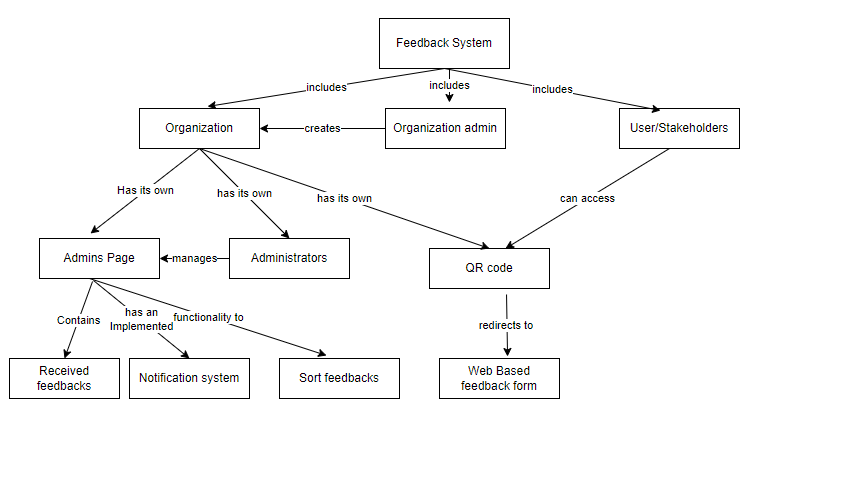 Feedback System
includes
includes
includes
Organization
creates
Organization admin
User/Stakeholders
Has its own
has its own
has its own
can access
Admins Page
manages
Administrators
QR code
Contains
has an
Implemented
functionality to
redirects to
Received
feedbacks
Notification system
Sort feedbacks
Web Based
feedback form